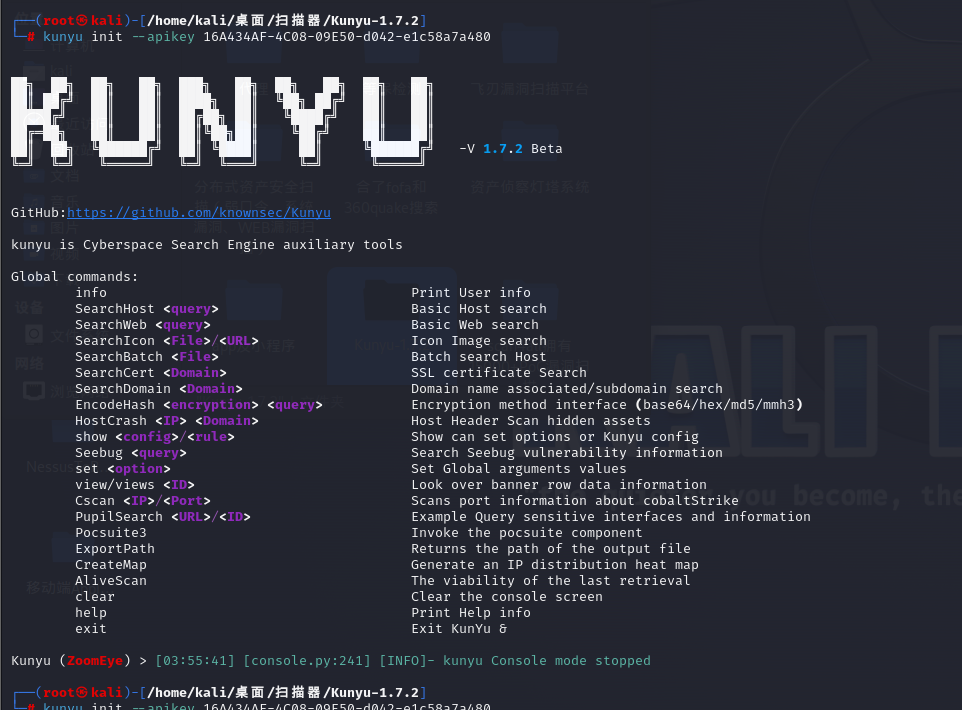 ┌──(root㉿kali)-[/home/kali/桌面/扫描器/Kunyu-1.7.2]
└─# kunyu init --apikey 16A434AF-4C08-09E50-d042-e1c58a7a480
KUNYU -V 1.7.2 Beta
GitHub:https://github.com/knownsec/Kunyu
kunyu is Cyberspace Search Engine auxiliary tools
Global commands:
info Print User info
SearchHost <query> Basic Host search
SearchWeb <query> Basic Web search
SearchIcon <File>/<URL> Icon Image search
SearchBatch <File> Batch search Host
SearchCert <Domain> SSL certificate Search
SearchDomain <Domain> Domain name associated/subdomain search
EncodeHash <encryption> <query> Encryption method interface (base64/hex/md5/mmh3)
HostCrash <IP> <Domain> Host Header Scan hidden assets
show <config>/<rule> Show can set options or Kunyu config
Seebug <query> Search Seebug vulnerability information
set <option> Set Global arguments values
view/views <ID> Look over banner row data information
Cscan <IP>/<Port> Scans port information about cobaltStrike
PupilSearch <URL>/<ID> Example Query sensitive interfaces and information
Pocsuite3 Invoke the pocsuite component
ExportPath Returns the path of the output file
CreateMap Generate an IP distribution heat map
AliveScan The viability of the last retrieval
clear Clear the console screen
help Print Help info
exit Exit KunYu &
Kunyu (ZoomEye) > [03:55:41] [console.py:241] [INFO]- kunyu Console mode stopped
┌──(root㉿kali)-[/home/kali/桌面/扫描器/Kunyu-1.7.2]
└─# kunyu init --apikey 16A434AF-4C08-09E50-d042-e1c58a7a480